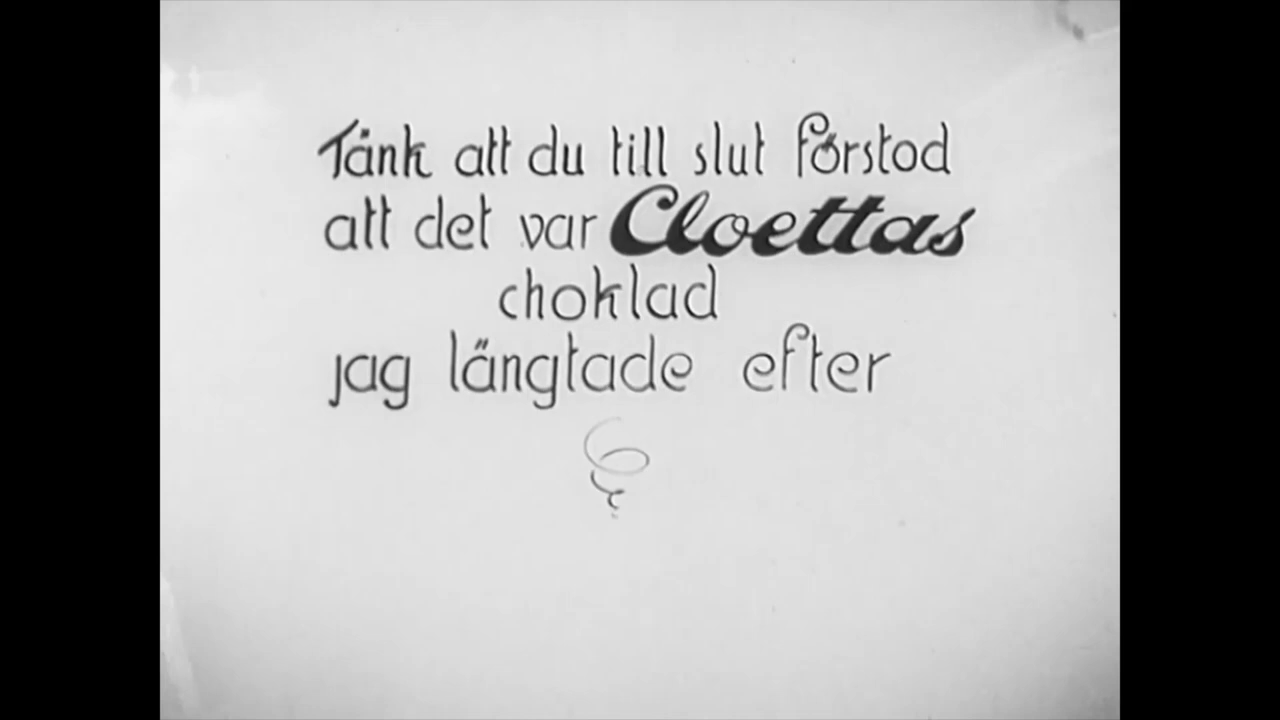 Tänk att du till slut förstod
att det var Cloettas
choklad
jag längtade efter